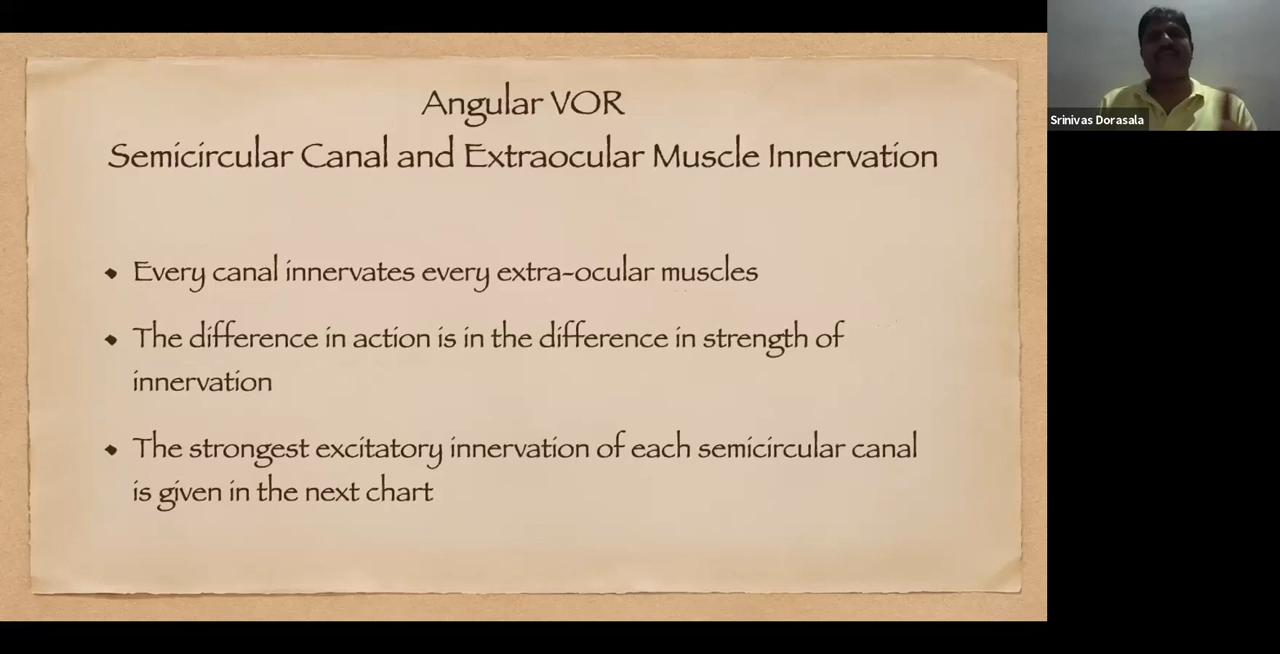 Angular VOR
Semicircular Canal and Extraocular Muscle Innervation
Every canal innervates every extra-ocular muscles
The difference in action is in the difference in strength of
innervation
The strongest excitatory innervation of each semicircular canal
is given in the next chart
Srinivas Dorasala